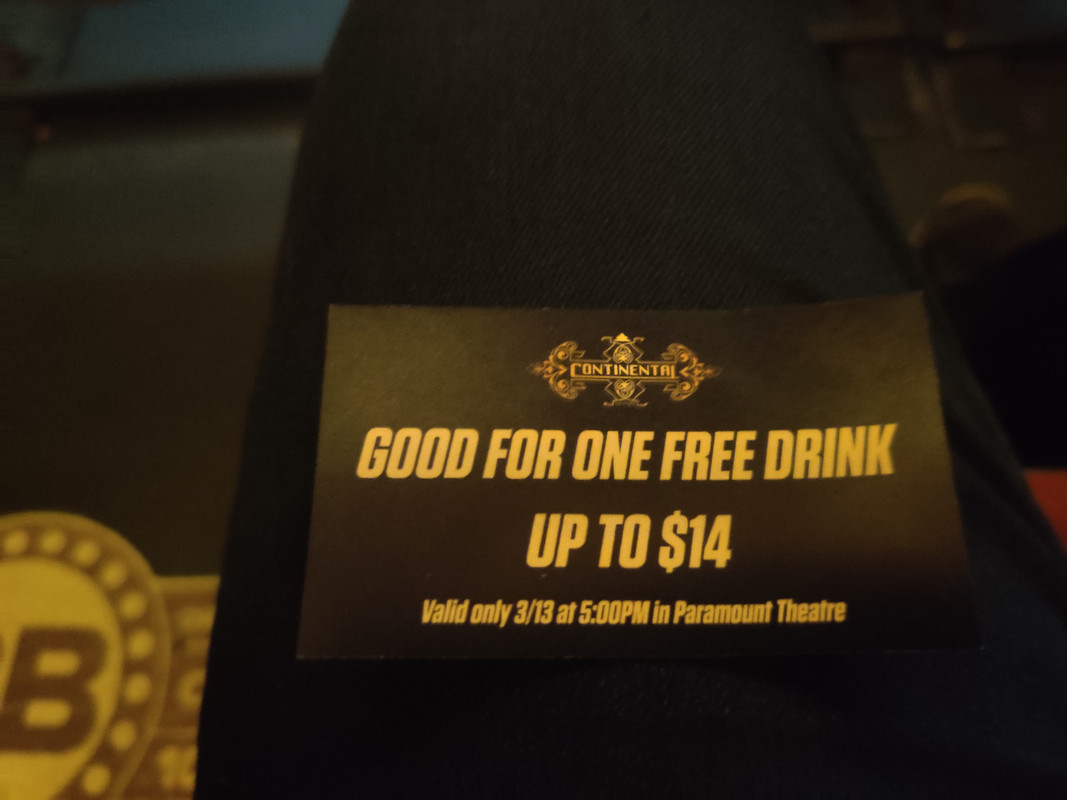 CONTINENTAL
GOOD FOR ONE FREE DRINK
UP TO $14
Valid only 3/13 at 5:00PM in Paramount Theatre
B